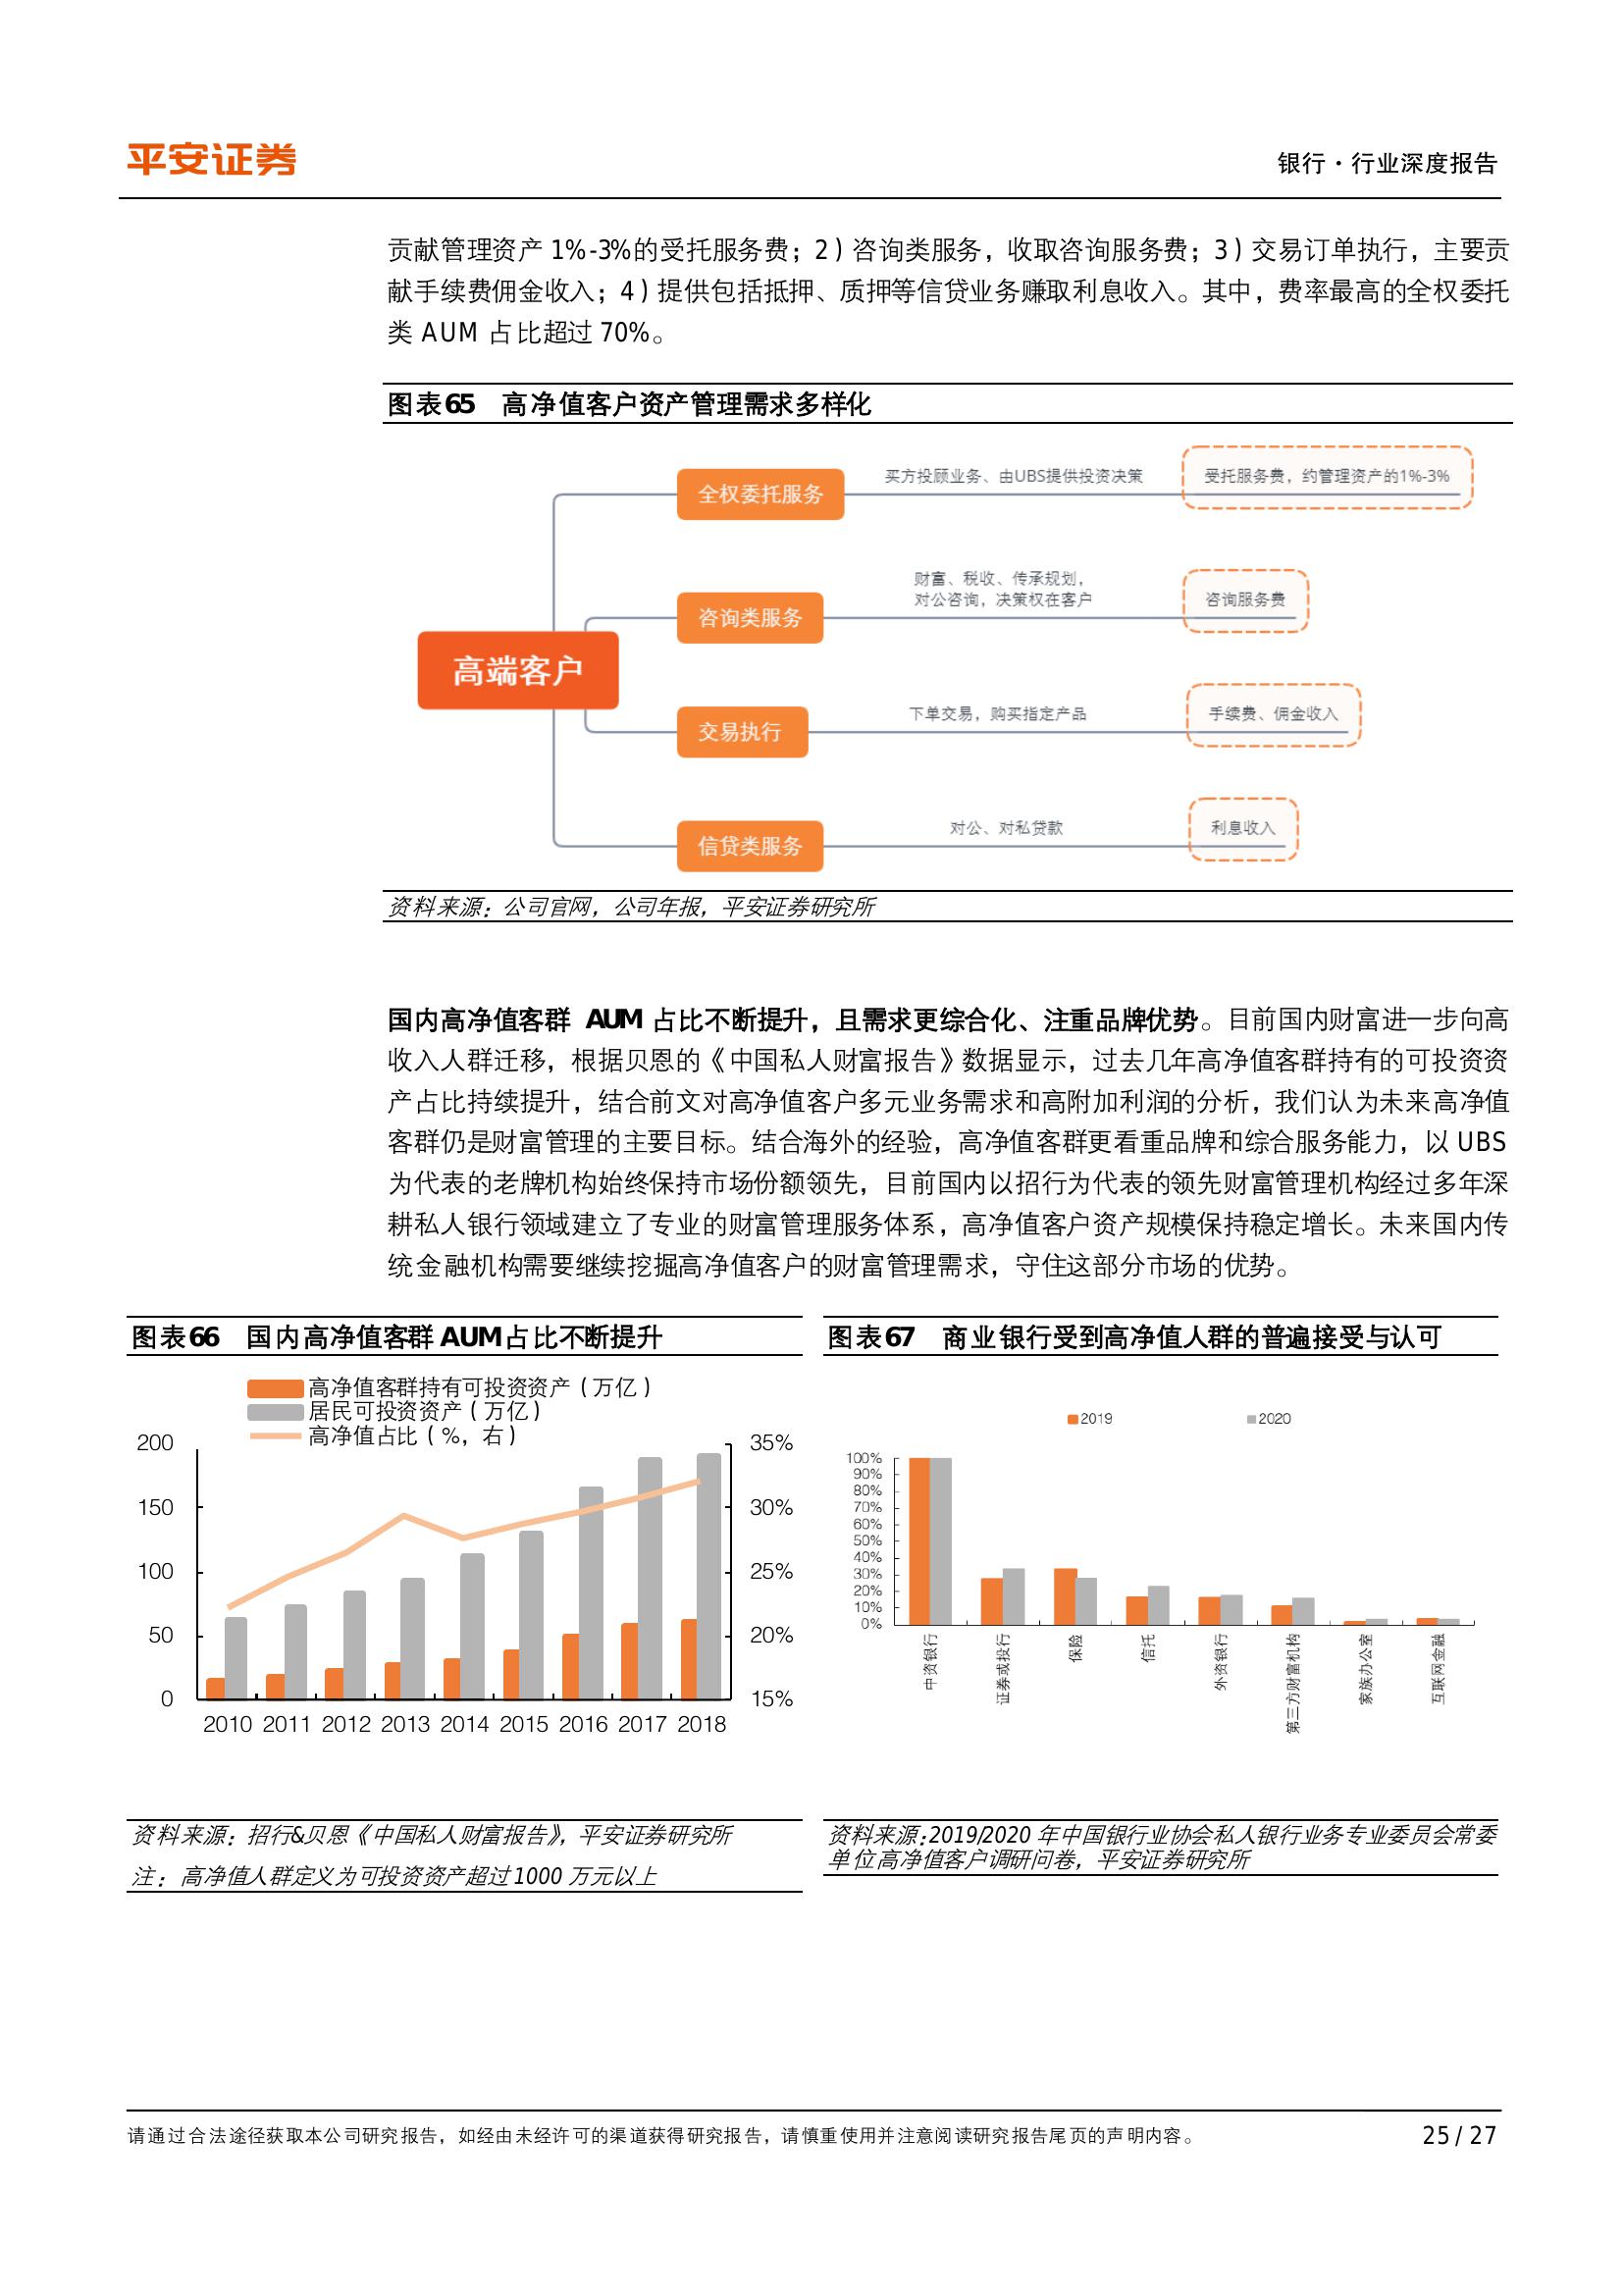 平安证券
银行·行业深度报告
贡献管理资产 1%-3%的受托服务费；2）咨询类服务，收取咨询服务费；3）交易订单执行，主要贡
献手续费佣金收入；4）提供包括抵押、质押等信贷业务赚取利息收入。其中，费率最高的全权委托
类 AUM 占比超过 70%。
图表65 高净值客户资产管理需求多样化
高端客户
全权委托服务
买方投顾业务、由UBS提供投资决策
受托服务费，约管理资产的1%-3%
咨询类服务
财富、税收、传承规划，
对公咨询，决策权在客户
咨询服务费
交易执行
下单交易，购买指定产品
手续费、佣金收入
信贷类服务
对公、对私贷款
利息收入
资料来源：公司官网，公司年报，平安证券研究所
国内高净值客群 AUM 占比不断提升，且需求更综合化、注重品牌优势。目前国内财富进一步向高
收入人群迁移，根据贝恩的《中国私人财富报告》数据显示，过去几年高净值客群持有的可投资资
产占比持续提升，结合前文对高净值客户多元业务需求和高附加利润的分析，我们认为未来高净值
客群仍是财富管理的主要目标。结合海外的经验，高净值客群更看重品牌和综合服务能力，以 UBS
为代表的老牌机构始终保持市场份额领先，目前国内以招行为代表的领先财富管理机构经过多年深
耕私人银行领域建立了专业的财富管理服务体系，高净值客户资产规模保持稳定增长。未来国内传
统金融机构需要继续挖掘高净值客户的财富管理需求，守住这部分市场的优势。
图表66 国内高净值客群 AUM 占比不断提升
高净值客群持有可投资资产（万亿）
居民可投资资产（万亿）
高净值占比（%，右）
200
150
100
50
0
35%
30%
25%
20%
15%
2010 2011 2012 2013 2014 2015 2016 2017 2018
资料来源：招行&贝恩《中国私人财富报告》，平安证券研究所
注：高净值人群定义为可投资资产超过1000 万元以上
图表67 商业银行受到高净值人群的普遍接受与认可
2019 2020
100%
90%
80%
70%
60%
50%
40%
30%
20%
10%
0%
中资银行
证券或投行
保险
信托
外资银行
第三方财富机构
家族办公室
互联网金融
资料来源:2019/2020 年中国银行业协会私人银行业务专业委员会常委
单位高净值客户调研问卷，平安证券研究所
请通过合法途径获取本公司研究报告，如经由未经许可的渠道获得研究报告，请慎重使用并注意阅读研究报告尾页的声明内容。
25 / 27